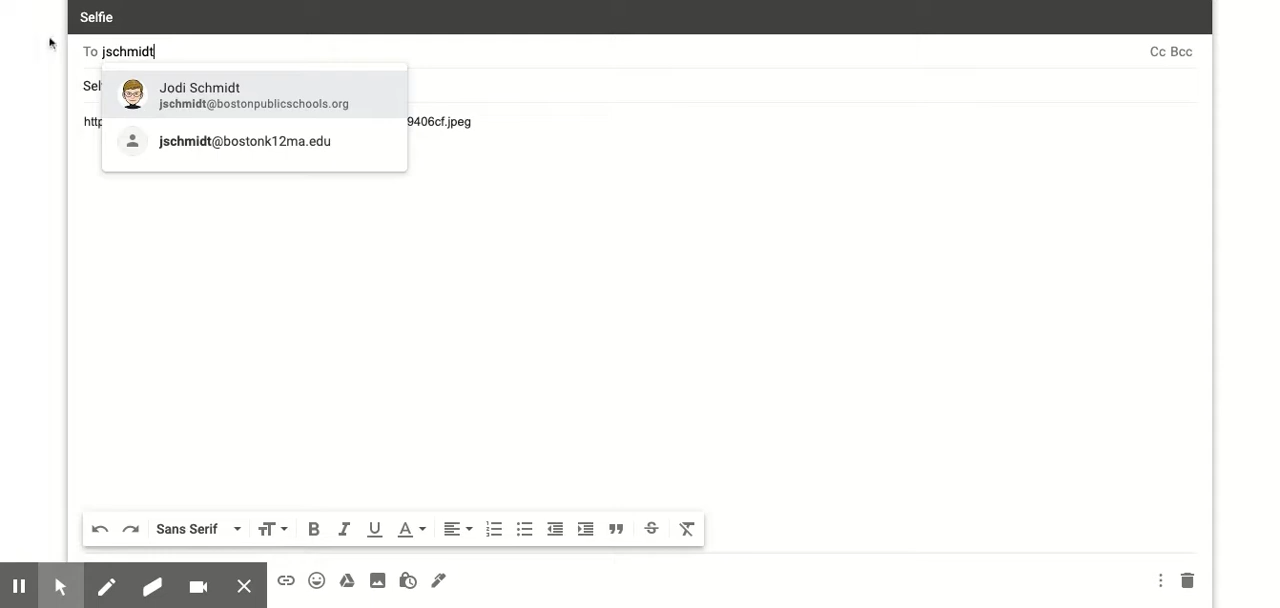 Selfie
To jschmidt
Cc Bcc
Jodi Schmidt
Sel
jschmidt@bostonpublicschools.org
http
9406cf.jpeg
jschmidt@bostonk12ma.edu
Sans Serif